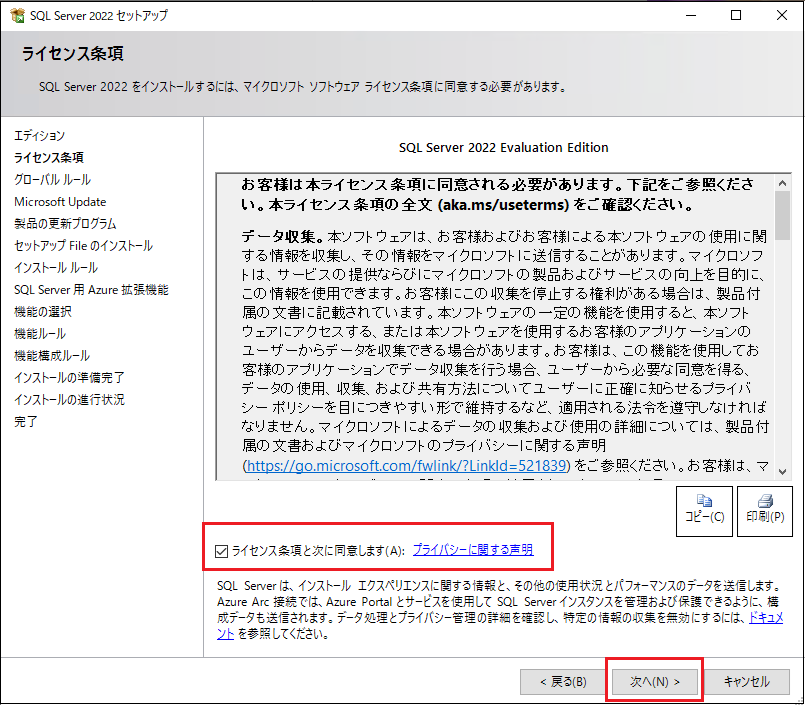 SQL Server 2022 セットアップ
ライセンス条項
SQL Server 2022 をインストールするには、マイクロソフト ソフトウェア ライセンス条項に同意する必要があります。
エディション
ライセンス条項
グローバル ルール
Microsoft Update
製品の更新プログラム
セットアップ File のインストール
インストール ルール
SQL Server 用 Azure 拡張機能
機能の選択
機能ルール
機能構成ルール
インストールの準備完了
インストールの進行状況
完了
SQL Server 2022 Evaluation Edition
お客様は本ライセンス条項に同意される必要があります。下記をご参照くださ
い。本ライセンス条項の全文 (aka.ms/useterms) をご確認ください。
データ収集。本ソフトウェアは、お客様およびお客様による本ソフトウェアの使用に関
する情報を収集し、その情報をマイクロソフトに送信することがあります。マイクロソフ
トは、サービスの提供ならびにマイクロソフトの製品およびサービスの向上を目的に、
この情報を使用できます。お客様にこの収集を停止する権利がある場合は、製品付
属の文書に記載されています。本ソフトウェアの一定の機能を使用すると、本ソフト
ウェアにアクセスする、または本ソフトウェアを使用するお客様のアプリケーションの
ユーザーからデータを収集できる場合があります。お客様は、この機能を使用してお
客様のアプリケーションでデータ収集を行う場合、ユーザーから必要な同意を得る、
データの使用、収集、および共有方法についてユーザーに正確に知らせるプライバ
シー ポリシーを目につきやすい形で維持するなど、適用される法令を遵守しなければ
なりません。マイクロソフトによるデータの収集および使用の詳細については、製品付
属の文書およびマイクロソフトのプライバシーに関する声明
(https://go.microsoft.com/fwlink/?LinkId=521839) をご参照ください。お客様は、マ
コピー(C)
印刷(P)
ライセンス条項と次に同意します(A): プライバシーに関する声明
SQL Server は、インストール エクスペリエンスに関する情報と、その他の使用状況とパフォーマンスのデータを送信します。
Azure Arc 接続では、Azure Portal とサービスを使用して SQL Server インスタンスを管理および保護できるように、構
成データも送信されます。データ処理とプライバシー管理の詳細を確認し、特定の情報の収集を無効にするには、ドキュメ
ント を参照してください。
< 戻る(B)
次へ(N) >
キャンセル